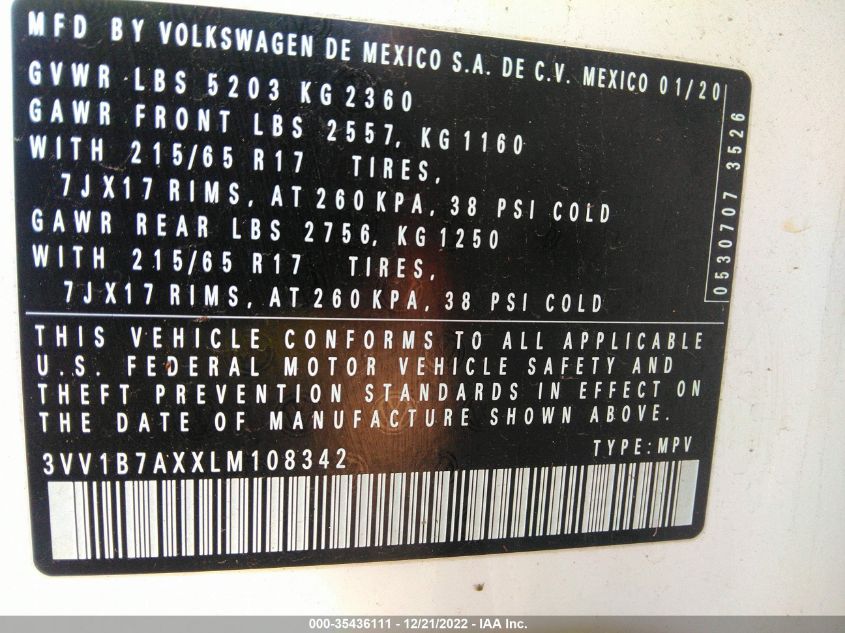 MFD BY VOLKSWAGEN DE MEXICO S.A. DE C.V. MEXICO 01/20
GVWR LBS 5203 KG 2360
GAWR FRONT LBS 2557, KG 1160
WITH 215/65 R17 TIRES,
7JX17 RIMS, AT 260 KPA, 38 PSI COLD
GAWR REAR LBS 2756, KG 1250
WITH 215/65 R17 TIRES,
7JX17 RIMS, AT 260 KPA, 38 PSI COLD
0530707 3526
THIS VEHICLE CONFORMS TO ALL APPLICABLE
U.S. FEDERAL MOTOR VEHICLE SAFETY AND
THEFT PREVENTION STANDARDS IN EFFECT ON
THE DATE OF MANUFACTURE SHOWN ABOVE.
3VV1B7AXXLM108342 TYPE: MPV
000-35436111 - 12/21/2022 - IAA Inc.